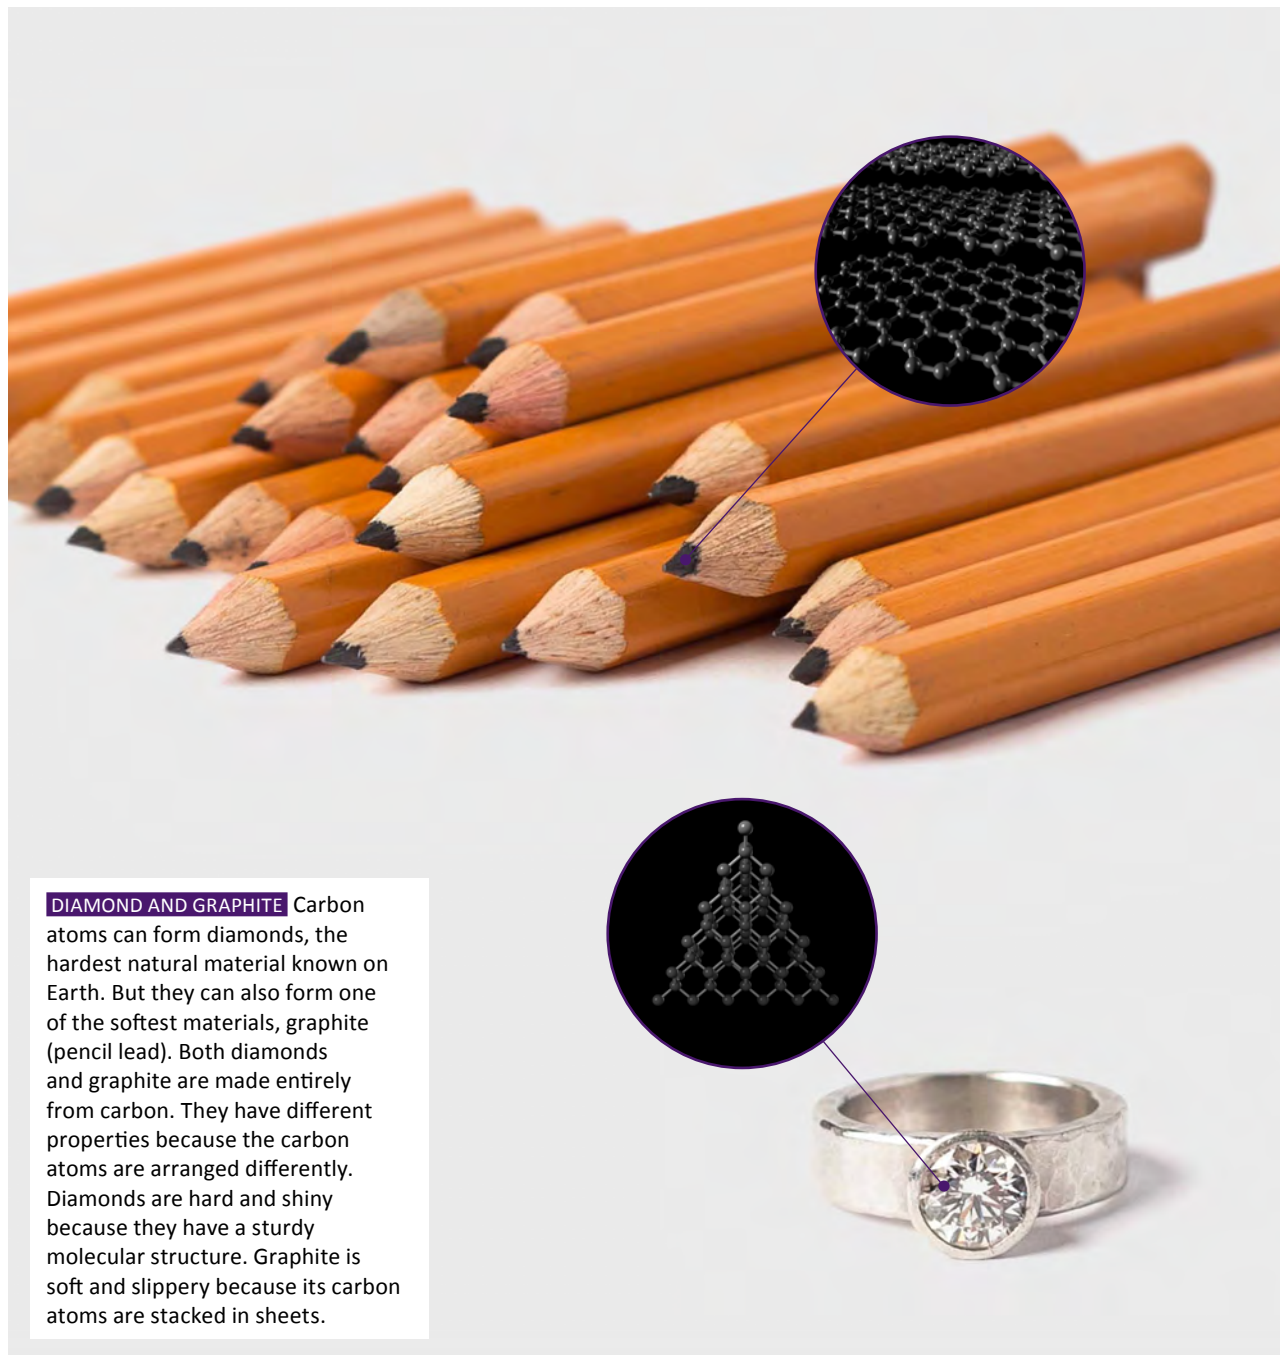 DIAMOND AND GRAPHITE Carbon
atoms can form diamonds, the
hardest natural material known on
Earth. But they can also form one
of the softest materials, graphite
(pencil lead). Both diamonds
and graphite are made entirely
from carbon. They have different
properties because the carbon
atoms are arranged differently.
Diamonds are hard and shiny
because they have a sturdy
molecular structure. Graphite is
soft and slippery because its carbon
atoms are stacked in sheets.